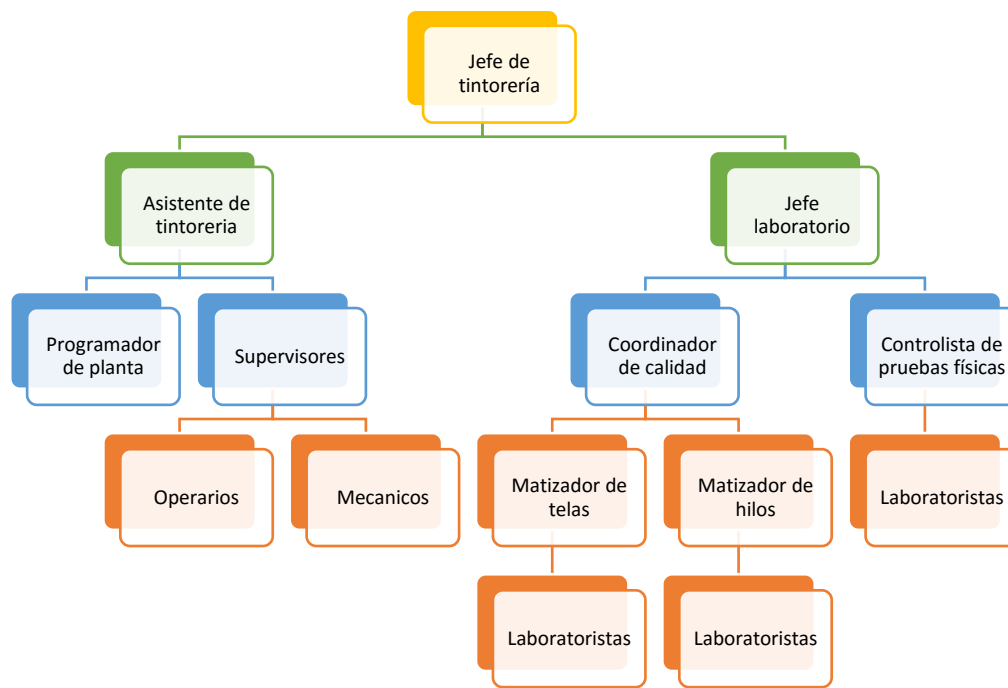 Jefe de
tintorería
Asistente de
tintoreria
Jefe
laboratorio
Programador
de planta
Supervisores
Coordinador
de calidad
Controlista de
pruebas físicas
Operarios
Mecanicos
Matizador de
telas
Matizador de
hilos
Laboratoristas
Laboratoristas
Laboratoristas